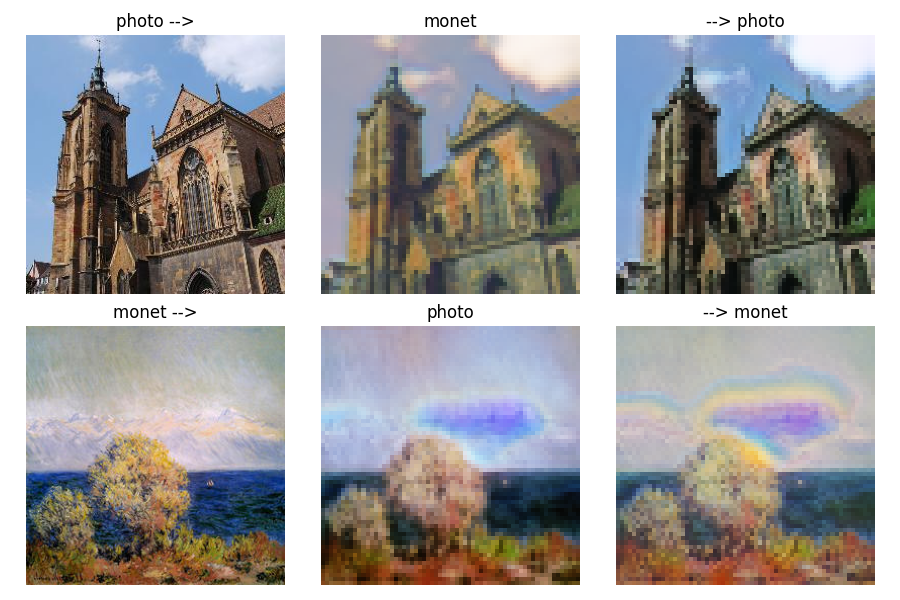 photo -->
monet
--> photo
monet -->
photo
--> monet